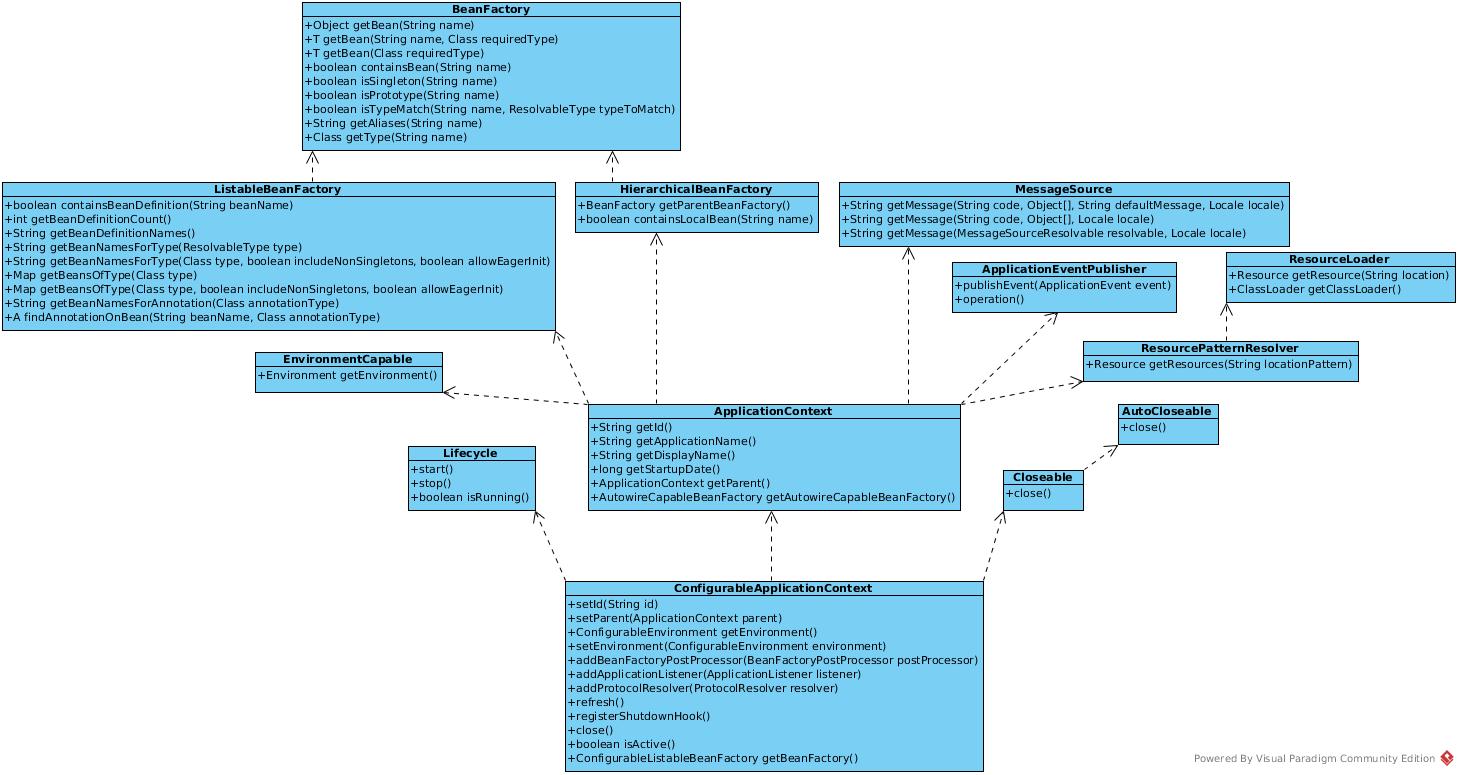 BeanFactory
+Object getBean(String name)
+T getBean(String name, Class requiredType)
+T getBean(Class requiredType)
+boolean containsBean(String name)
+boolean isSingleton(String name)
+boolean isPrototype(String name)
+boolean isTypeMatch(String name, ResolvableType typeToMatch)
+String getAliases(String name)
+Class getType(String name)
ListableBeanFactory
+boolean containsBeanDefinition(String beanName)
+int getBeanDefinitionCount()
+String getBeanDefinitionNames()
+String getBeanNamesForType(ResolvableType type)
+String getBeanNamesForType(Class type, boolean includeNonSingletons, boolean allowEagerInit)
+Map getBeansOfType(Class type)
+Map getBeansOfType(Class type, boolean includeNonSingletons, boolean allowEagerInit)
+String getBeanNamesForAnnotation(Class annotationType)
+A findAnnotationOnBean(String beanName, Class annotationType)
HierarchicalBeanFactory
+BeanFactory getParentBeanFactory()
+boolean containsLocalBean(String name)
MessageSource
+String getMessage(String code, Object[], String defaultMessage, Locale locale)
+String getMessage(String code, Object[], Locale locale)
+String getMessage(MessageSourceResolvable resolvable, Locale locale)
ApplicationEventPublisher
+publishEvent(ApplicationEvent event)
+operation()
ResourceLoader
+Resource getResource(String location)
+ClassLoader getClassLoader()
ResourcePatternResolver
+Resource getResources(String locationPattern)
EnvironmentCapable
+Environment getEnvironment()
ApplicationContext
+String getId()
+String getApplicationName()
+String getDisplayName()
+long getStartupDate()
+ApplicationContext getParent()
+AutowireCapableBeanFactory getAutowireCapableBeanFactory()
AutoCloseable
+close()
Lifecycle
+start()
+stop()
+boolean isRunning()
Closeable
+close()
ConfigurableApplicationContext
+setId(String id)
+setParent(ApplicationContext parent)
+ConfigurableEnvironment getEnvironment()
+setEnvironment(ConfigurableEnvironment environment)
+addBeanFactoryPostProcessor(BeanFactoryPostProcessor postProcessor)
+addApplicationListener(ApplicationListener listener)
+addProtocolResolver(ProtocolResolver resolver)
+refresh()
+registerShutdownHook()
+close()
+boolean isActive()
+ConfigurableListableBeanFactory getBeanFactory()
Powered By Visual Paradigm Community Edition